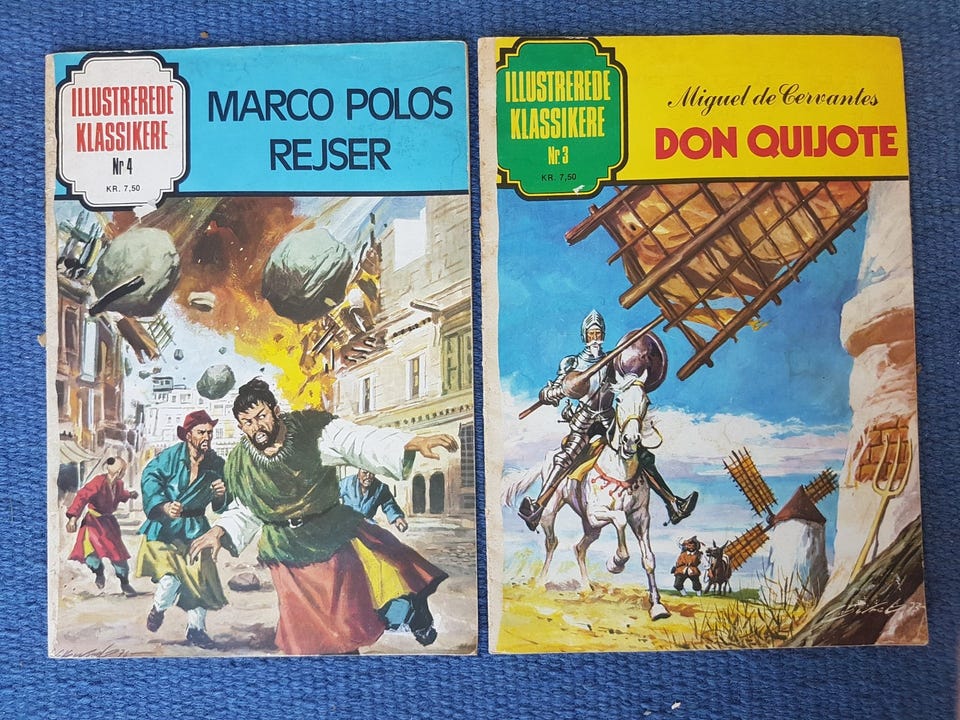 ILLUSTREREDE
KLASSIKERE
Nr 4
KR. 7,50
MARCO POLOS
REJSER
ILLUSTREREDE
KLASSIKERE
Nr. 3
KR. 7,50
Miguel de Cervantes
DON QUIJOTE